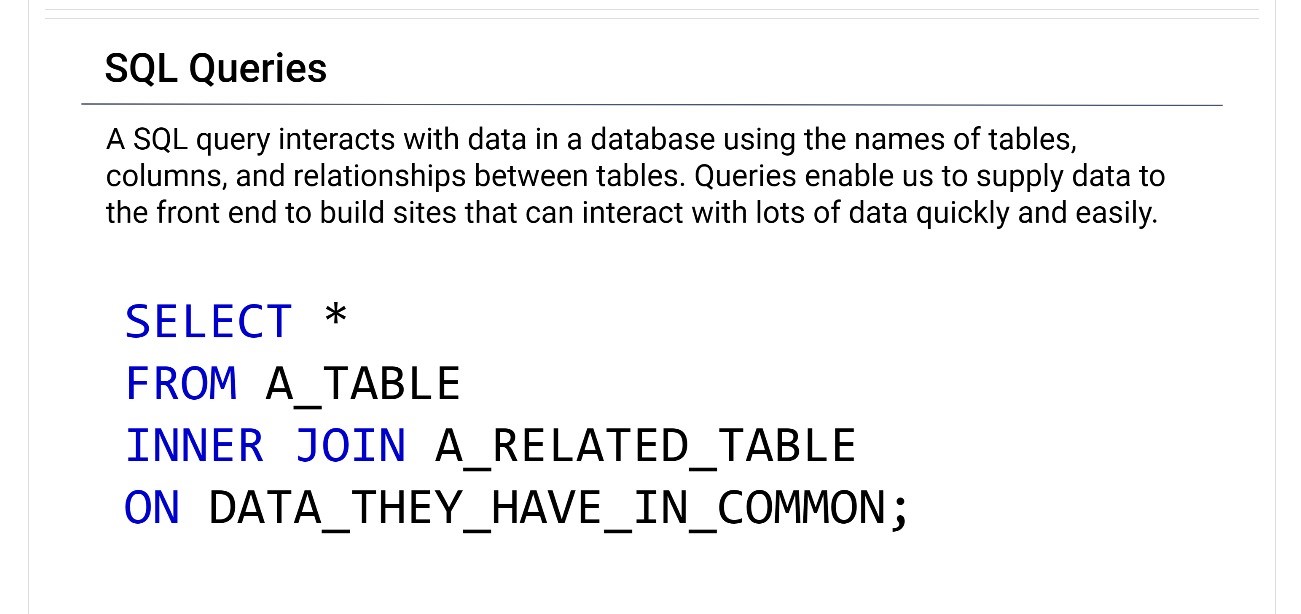 SQL Queries
A SQL query interacts with data in a database using the names of tables,
columns, and relationships between tables. Queries enable us to supply data to
the front end to build sites that can interact with lots of data quickly and easily.
SELECT *
FROM A_TABLE
INNER JOIN A_RELATED_TABLE
ON DATA_THEY_HAVE_IN_COMMON;